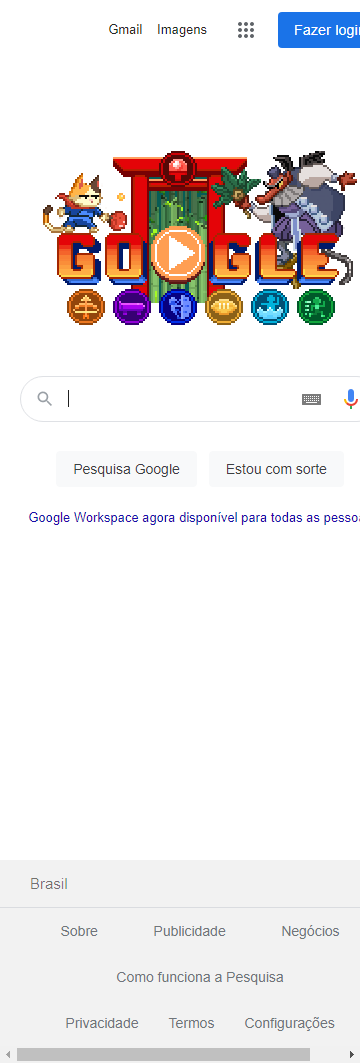 Gmail Imagens Fazer login
GOOGLE
Pesquisa Google Estou com sorte
Google Workspace agora disponível para todas as
Brasil
Sobre Publicidade Negócios
Como funciona a Pesquisa
Privacidade Termos Configurações